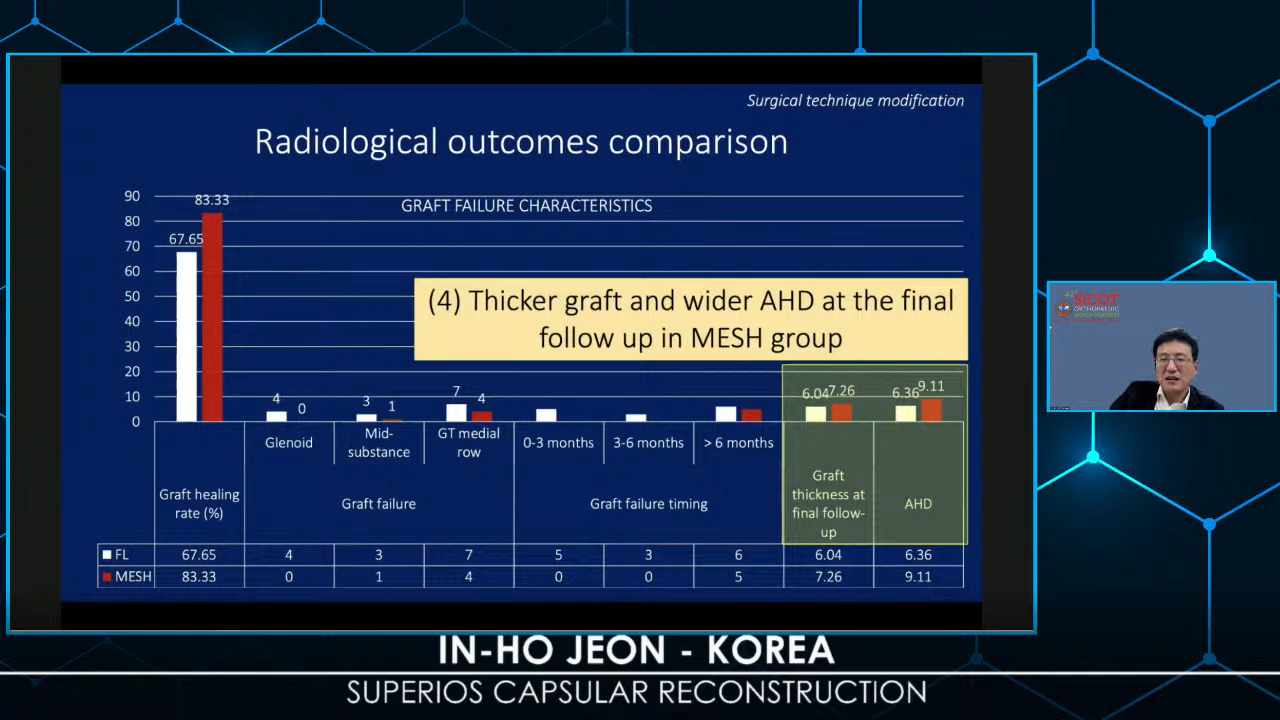 Surgical technique modification
Radiological outcomes comparison
GRAFT FAILURE CHARACTERISTICS
90
80
70
60
50
40
30
20
10
0
67.65
83.33
4
0
3
1
7
4
6.04
7.26
6.36
9.11
(4) Thicker graft and wider AHD at the final
follow up in MESH group
Glenoid
Mid-
substance
GT medial
row
0-3 months
3-6 months
> 6 months
Graft healing
rate (%)
Graft failure
Graft failure timing
Graft
thickness at
final follow-
up
AHD
FL 67.65 4 3 7 5 3 6 6.04 6.36
MESH 83.33 0 1 4 0 0 5 7.26 9.11
SICOT
ORTHOPAEDIC
IN-HO JEON - KOREA
SUPERIOS CAPSULAR RECONSTRUCTION